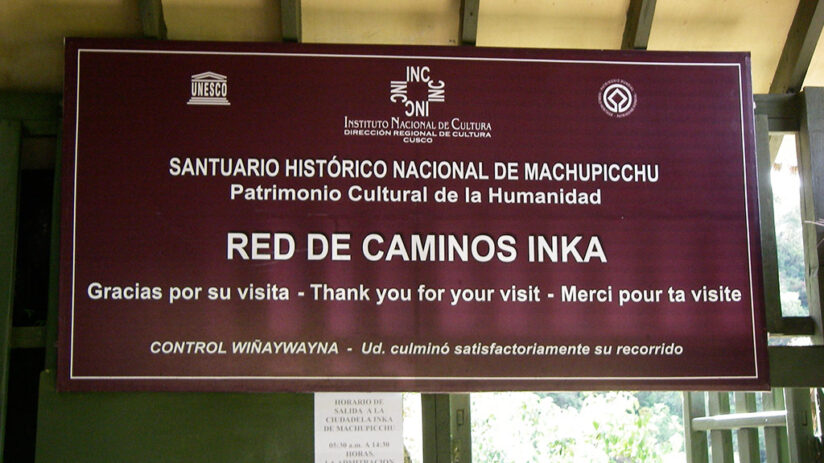 UNESCO
INC
INC
INC
INC
INSTITUTO NACIONAL DE CULTURA
DIRECCIÓN REGIONAL DE CULTURA
CUSCO
SANTUARIO HISTÓRICO NACIONAL DE MACHUPICCHU
Patrimonio Cultural de la Humanidad
RED DE CAMINOS INKA
Gracias por su visita - Thank you for your visit - Merci pour ta visite
CONTROL WIÑAYWAYNA - Ud. culminó satisfactoriamente su recorrido
HORARIO DE
SALIDA A LA
CIUDADELA INKA
DE MACHUPICCHU
05:30 a.m. A 14:30
HORAS.
LA ADMIRACION